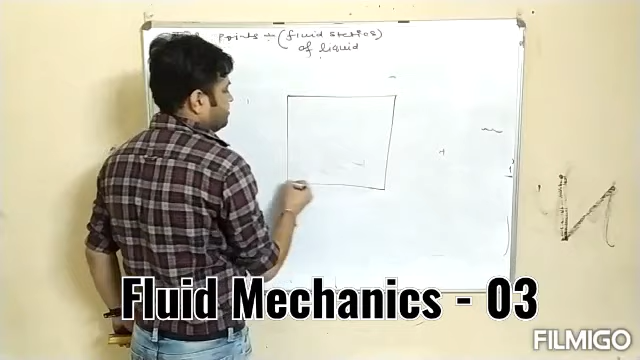 points :- (fluid statics)
of liquid
Fluid Mechanics - 03
FILMIGO